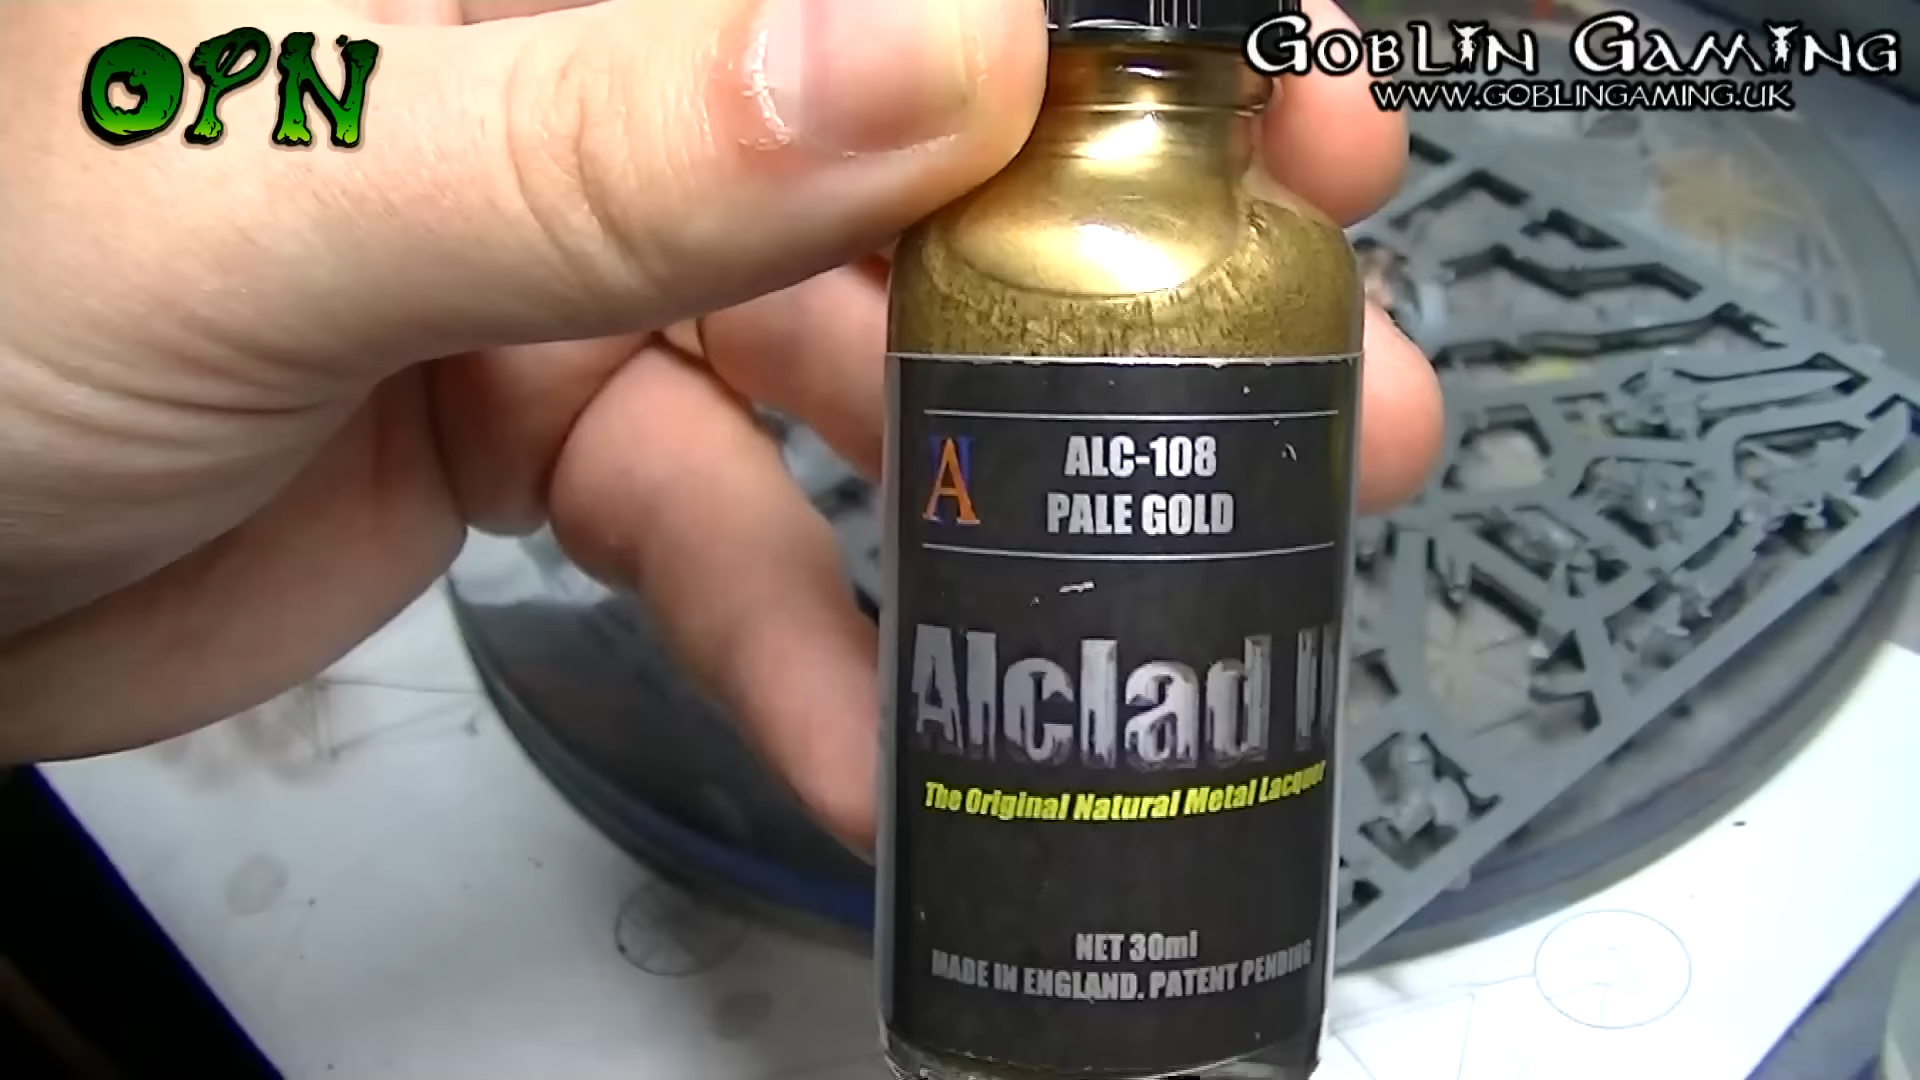 OPN
GOBLIN GAMING
WWW.GOBLINGAMING.UK
A
ALC-108
PALE GOLD
Alclad II
The Original Natural Metal Lacquer
NET 30ml
MADE IN ENGLAND. PATENT PENDING